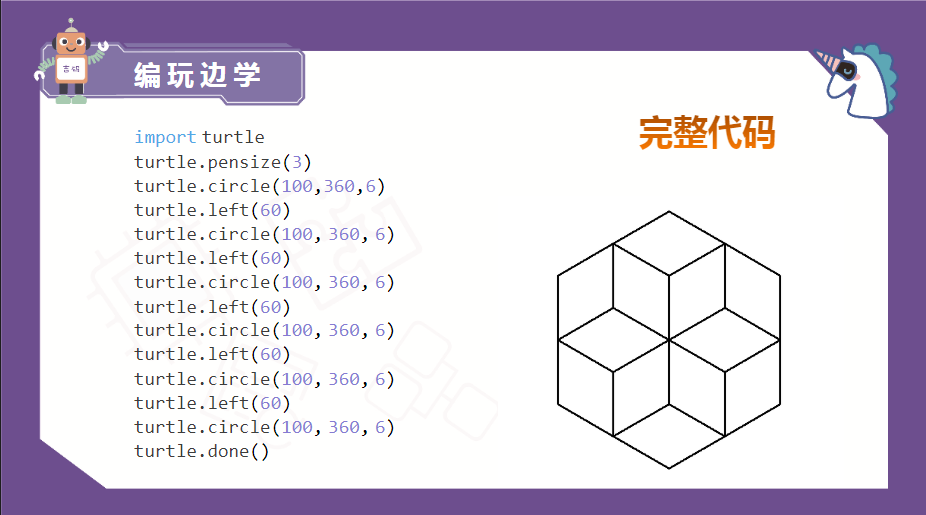 编玩边学
完整代码
import turtle
turtle.pensize(3)
turtle.circle(100,360,6)
turtle.left(60)
turtle.circle(100, 360, 6)
turtle.left(60)
turtle.circle(100, 360, 6)
turtle.left(60)
turtle.circle(100, 360, 6)
turtle.left(60)
turtle.circle(100, 360, 6)
turtle.left(60)
turtle.circle(100, 360, 6)
turtle.done()